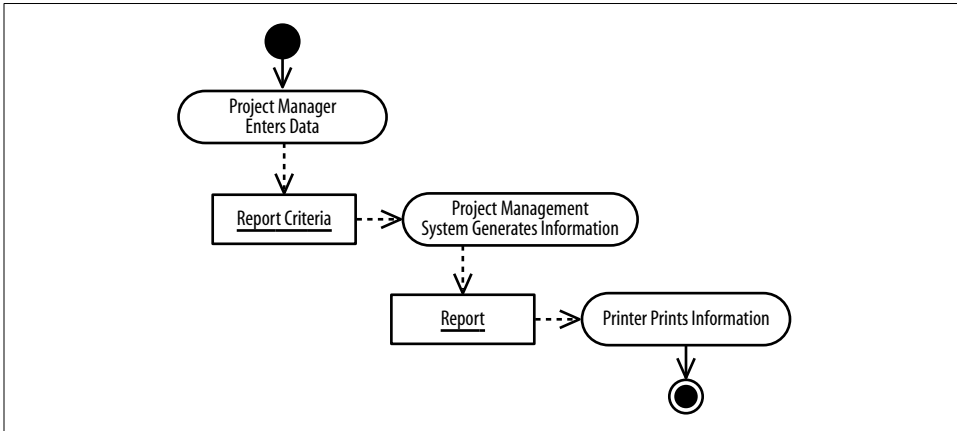 Project Manager
Enters Data
Report Criteria
Project Management
System Generates Information
Report
Printer Prints Information